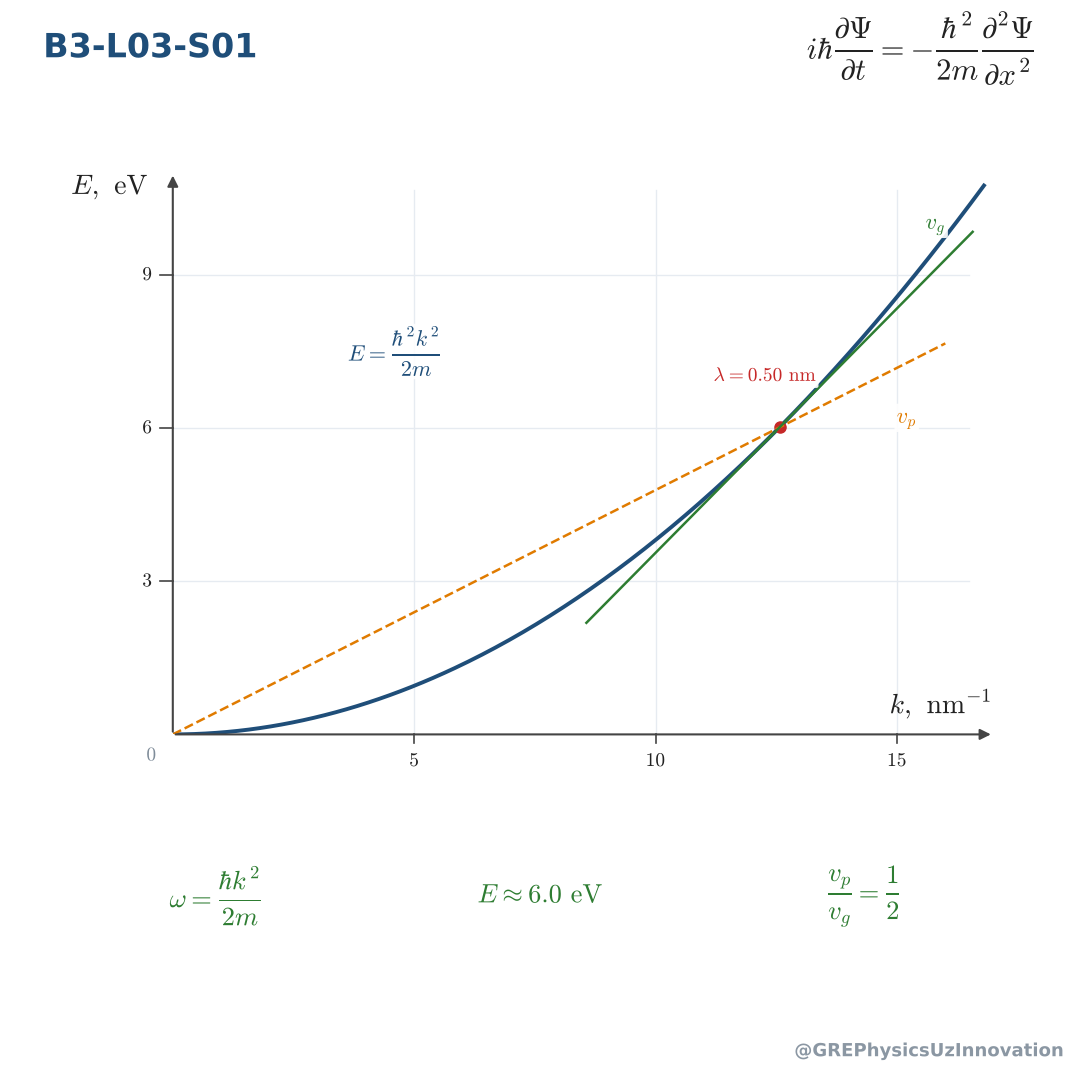 B3-L03-S01
iħ ∂Ψ/∂t = −ħ²/2m ∂²Ψ/∂x²
E, eV
v_g
9
E = ħ²k²/2m
λ = 0.50 nm
6
v_p
3
k, nm⁻¹
0
5 10 15
ω = ħk²/2m E ≈ 6.0 eV v_p/v_g = 1/2
@GREPhysicsUzInnovation